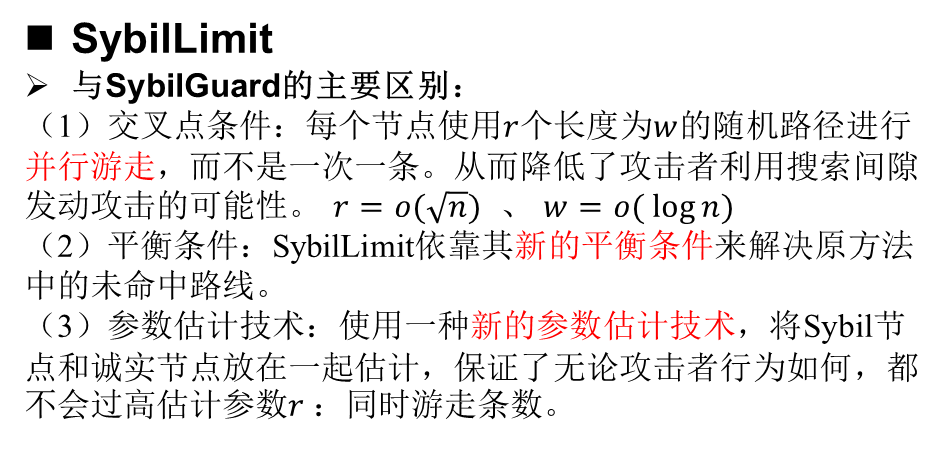 ■ SybilLimit
➢ 与SybilGuard的主要区别：
（1）交叉点条件：每个节点使用𝑟个长度为𝑤的随机路径进行
并行游走，而不是一次一条。从而降低了攻击者利用搜索间隙
发动攻击的可能性。 𝑟 = 𝑜(√𝑛) 、 𝑤 = 𝑜( log 𝑛)
（2）平衡条件：SybilLimit依靠其新的平衡条件来解决原方法
中的未命中路线。
（3）参数估计技术：使用一种新的参数估计技术，将Sybil节
点和诚实节点放在一起估计，保证了无论攻击者行为如何，都
不会过高估计参数𝑟 ：同时游走条数。